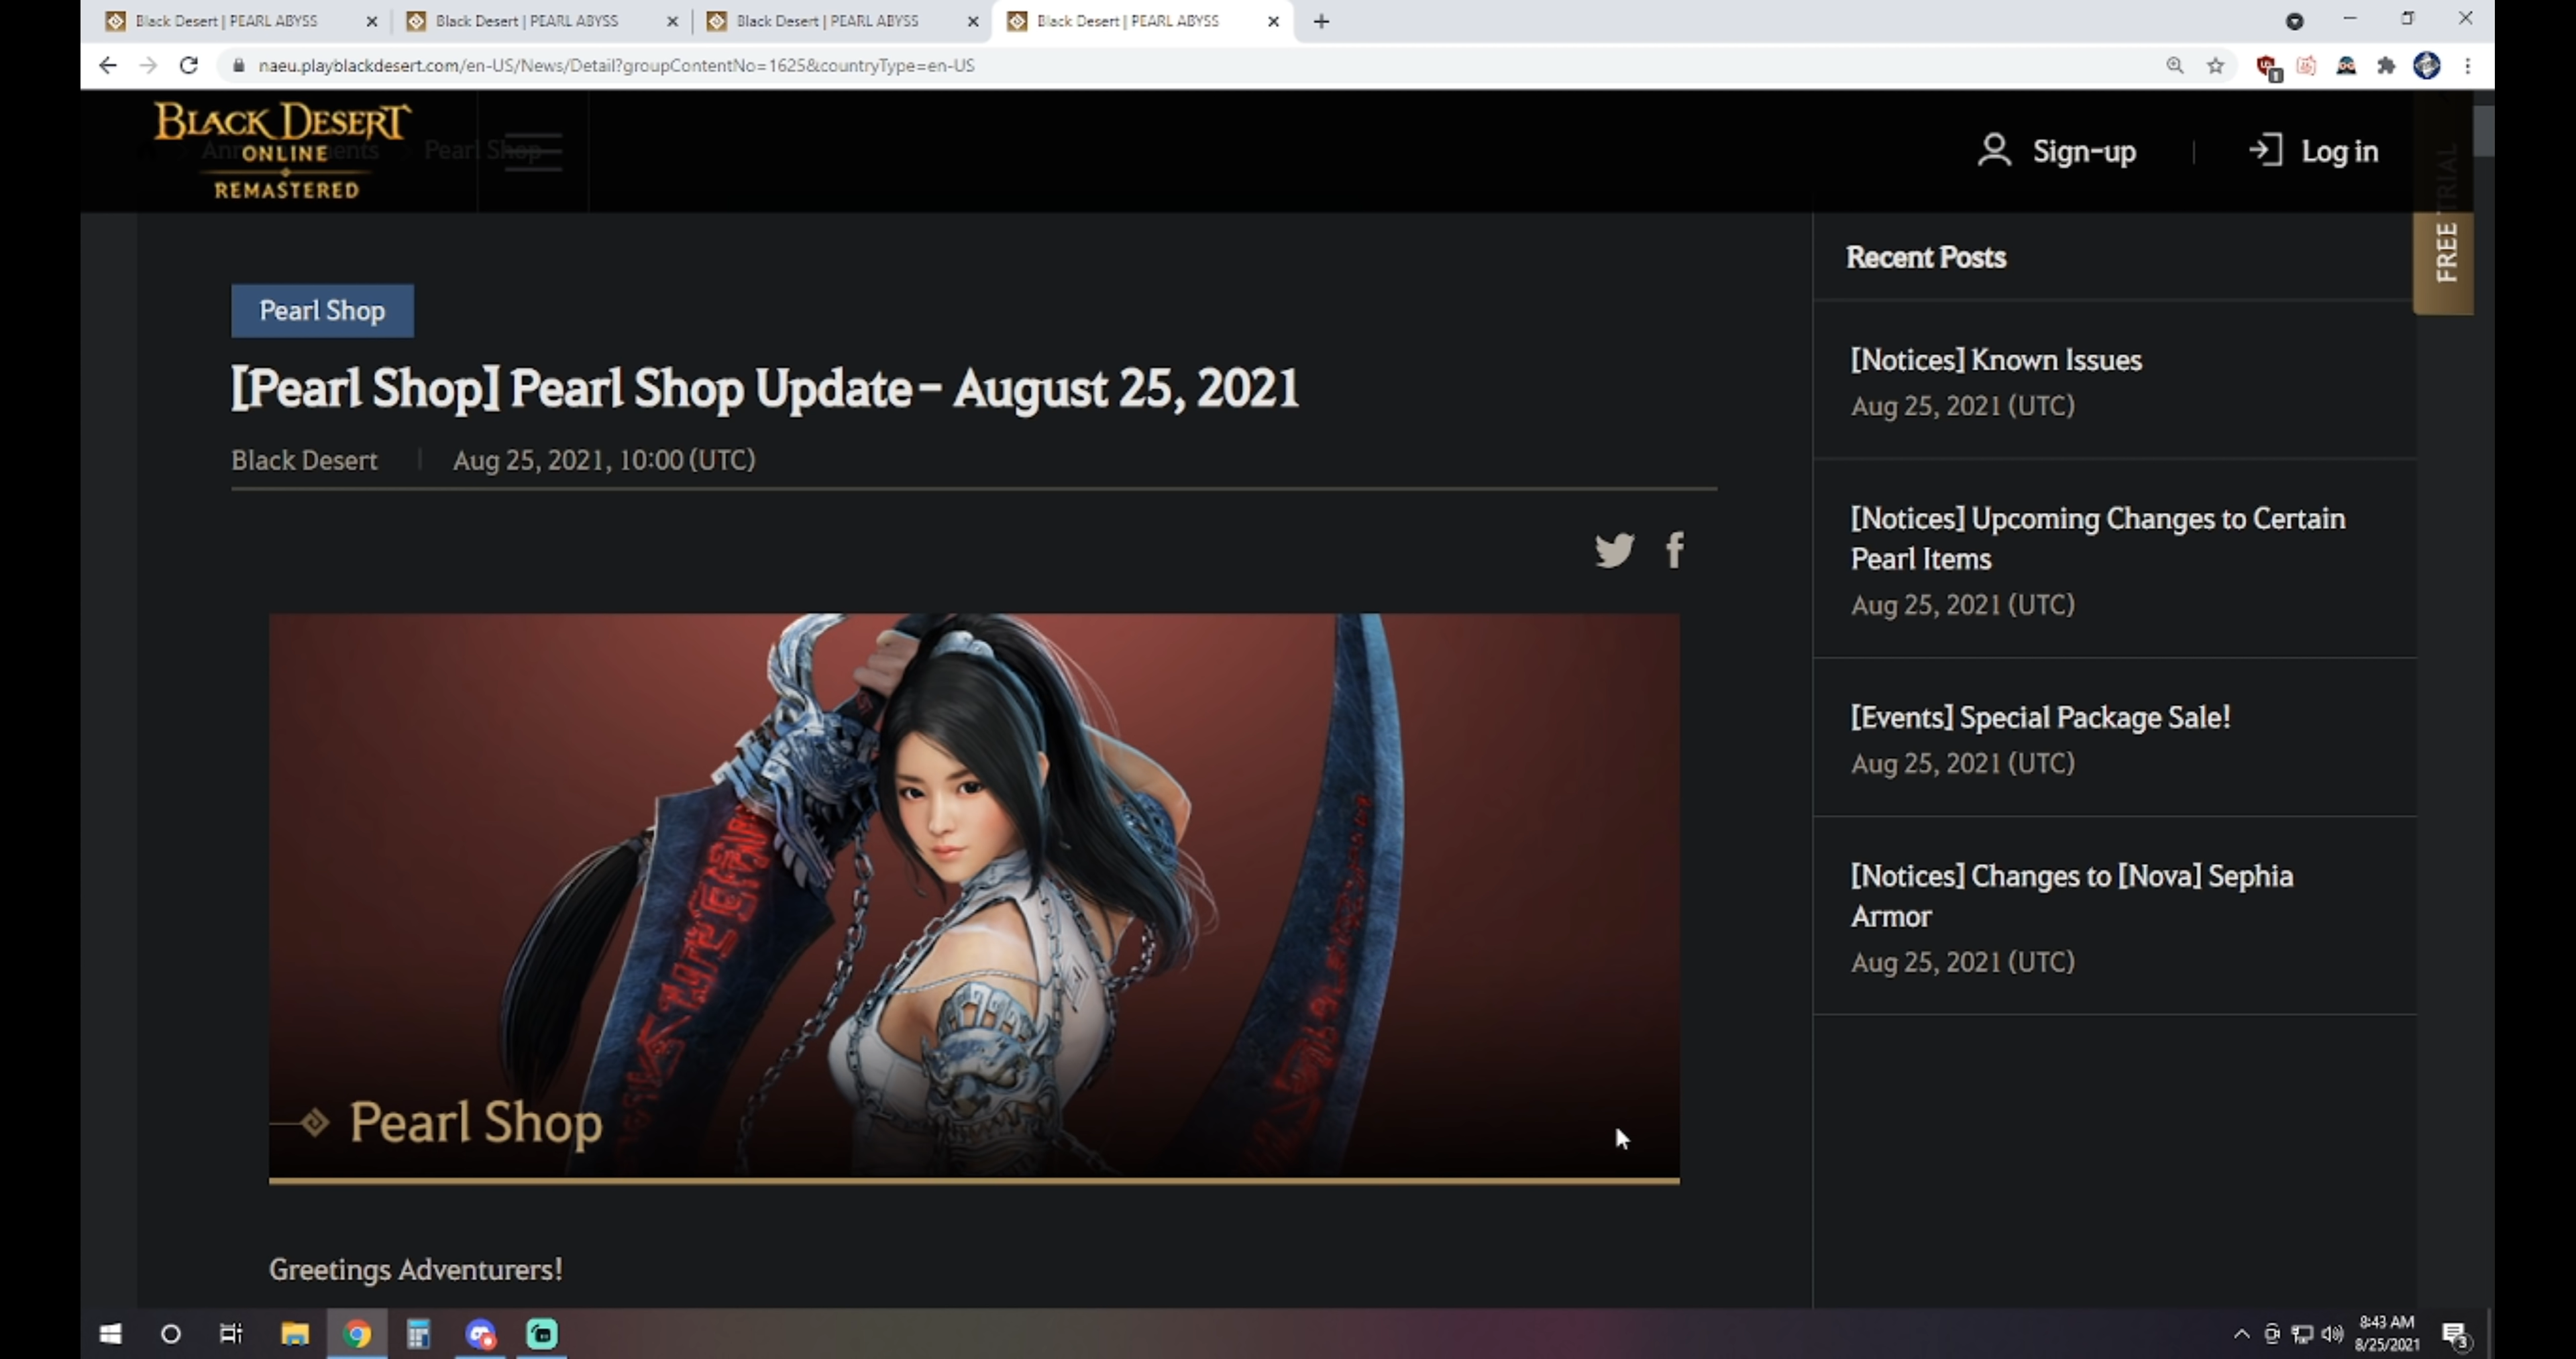 Black Desert | PEARL ABYSS
Black Desert | PEARL ABYSS
Black Desert | PEARL ABYSS
Black Desert | PEARL ABYSS
naeu.playblackdesert.com/en-US/News/Detail?groupContentNo=1625&countryType=en-US
BLACK DESERT
ONLINE
REMASTERED
Pearl Shop
Sign-up
Log in
FREE TRIAL
Pearl Shop
[Pearl Shop] Pearl Shop Update – August 25, 2021
Black Desert
Aug 25, 2021, 10:00 (UTC)
Pearl Shop
Greetings Adventurers!
Recent Posts
[Notices] Known Issues
Aug 25, 2021 (UTC)
[Notices] Upcoming Changes to Certain
Pearl Items
Aug 25, 2021 (UTC)
[Events] Special Package Sale!
Aug 25, 2021 (UTC)
[Notices] Changes to [Nova] Sephia
Armor
Aug 25, 2021 (UTC)
8:43 AM
8/25/2021
3